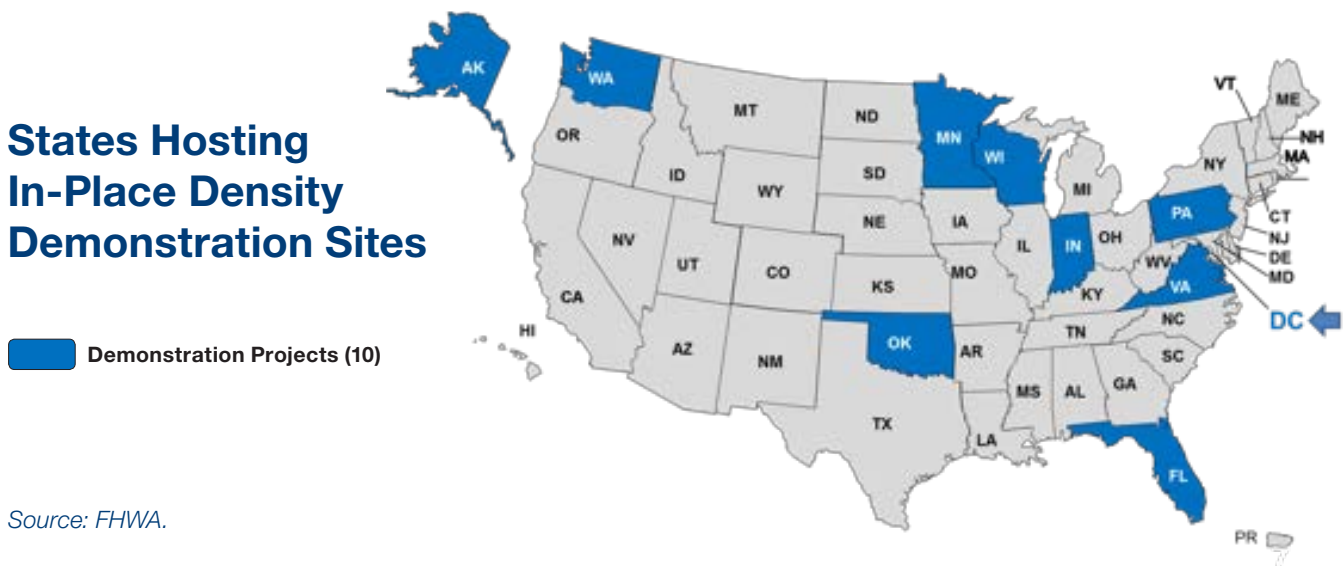 States Hosting
In-Place Density
Demonstration Sites
Demonstration Projects (10)
Source: FHWA.
AK
WA
MT
ND
MN
VT
ME
OR
ID
WY
SD
WI
MI
NY
NH
MA
NV
UT
CO
NE
IA
IL
IN
OH
PA
CT
NJ
DE
MD
CA
KS
MO
KY
WV
VA
DC
HI
AZ
NM
OK
AR
TN
NC
SC
TX
LA
MS
AL
GA
FL
PR